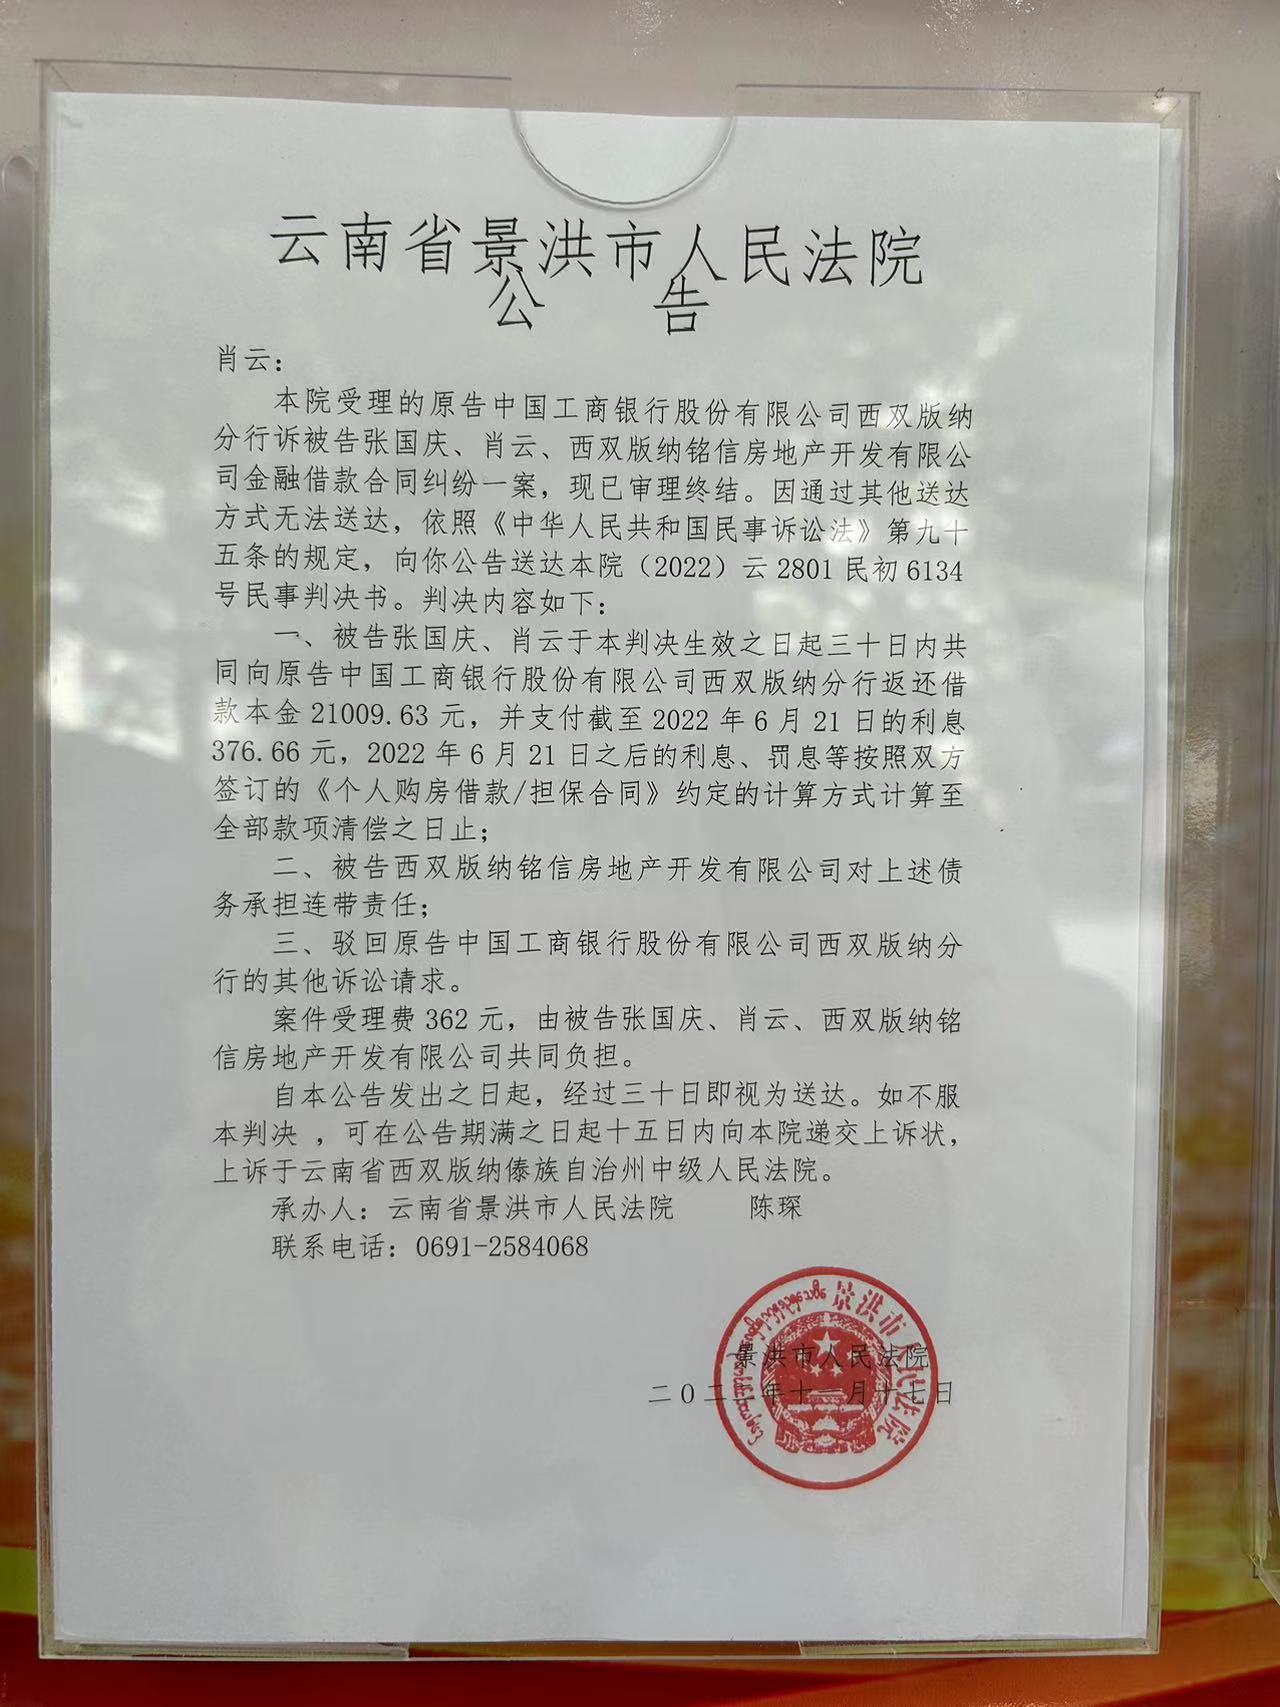 云南省景洪市人民法院
公 告
肖云：
本院受理的原告中国工商银行股份有限公司西双版纳
分行诉被告张国庆、肖云、西双版纳铭信房地产开发有限公
司金融借款合同纠纷一案，现已审理终结。因通过其他送达
方式无法送达，依照《中华人民共和国民事诉讼法》第九十
五条的规定，向你公告送达本院（2022）云2801民初6134
号民事判决书。判决内容如下：
一、被告张国庆、肖云于本判决生效之日起三十日内共
同向原告中国工商银行股份有限公司西双版纳分行返还借
款本金21009.63元，并支付截至2022年6月21日的利息
376.66元，2022年6月21日之后的利息、罚息等按照双方
签订的《个人购房借款/担保合同》约定的计算方式计算至
全部款项清偿之日止；
二、被告西双版纳铭信房地产开发有限公司对上述债
务承担连带责任；
三、驳回原告中国工商银行股份有限公司西双版纳分
行的其他诉讼请求。
案件受理费362元，由被告张国庆、肖云、西双版纳铭
信房地产开发有限公司共同负担。
自本公告发出之日起，经过三十日即视为送达。如不服
本判决 ，可在公告期满之日起十五日内向本院递交上诉状，
上诉于云南省西双版纳傣族自治州中级人民法院。
承办人：云南省景洪市人民法院 陈琛
联系电话：0691-2584068
景洪市人民法院
景洪市人民法院
二〇二 年十一月十七日